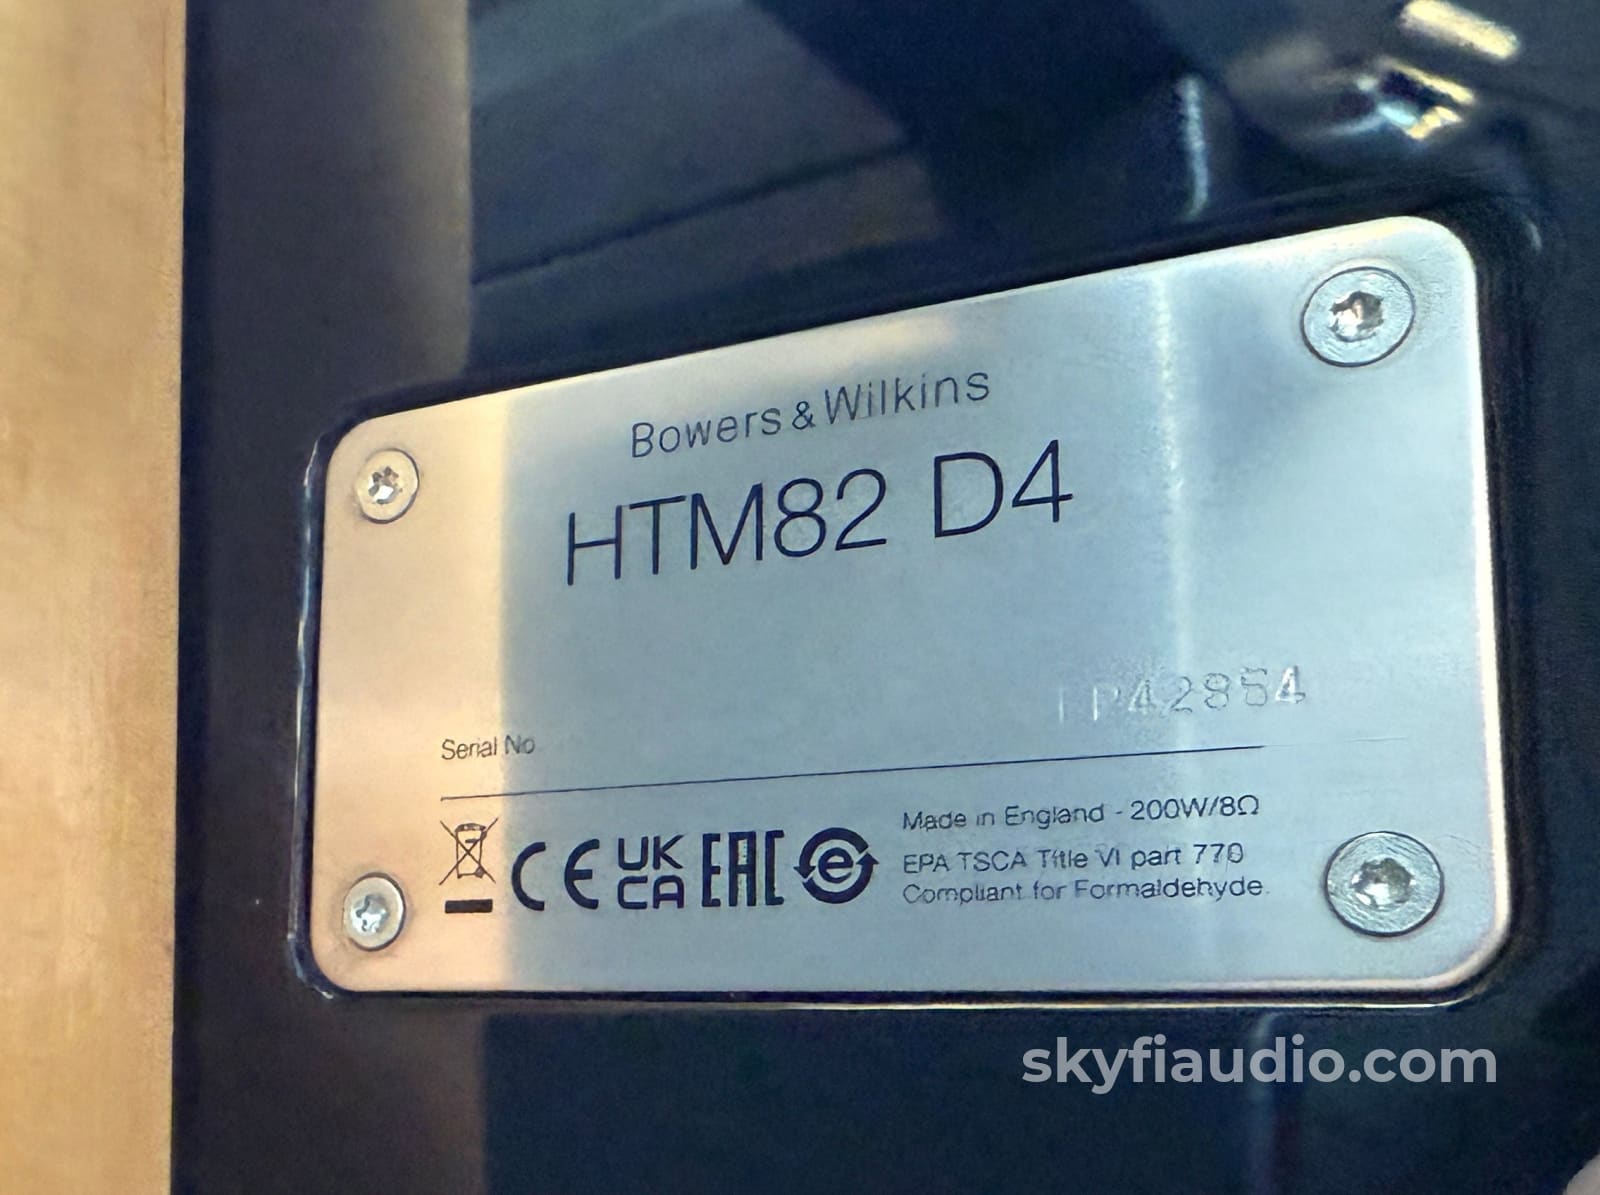 Bowers & Wilkins
HTM82 D4
Serial No
CE UK CA EAC e
Made in England - 200W/8Ω
EPA TSCA Title VI part 770
Compliant for Formaldehyde.
skyfiaudio.com